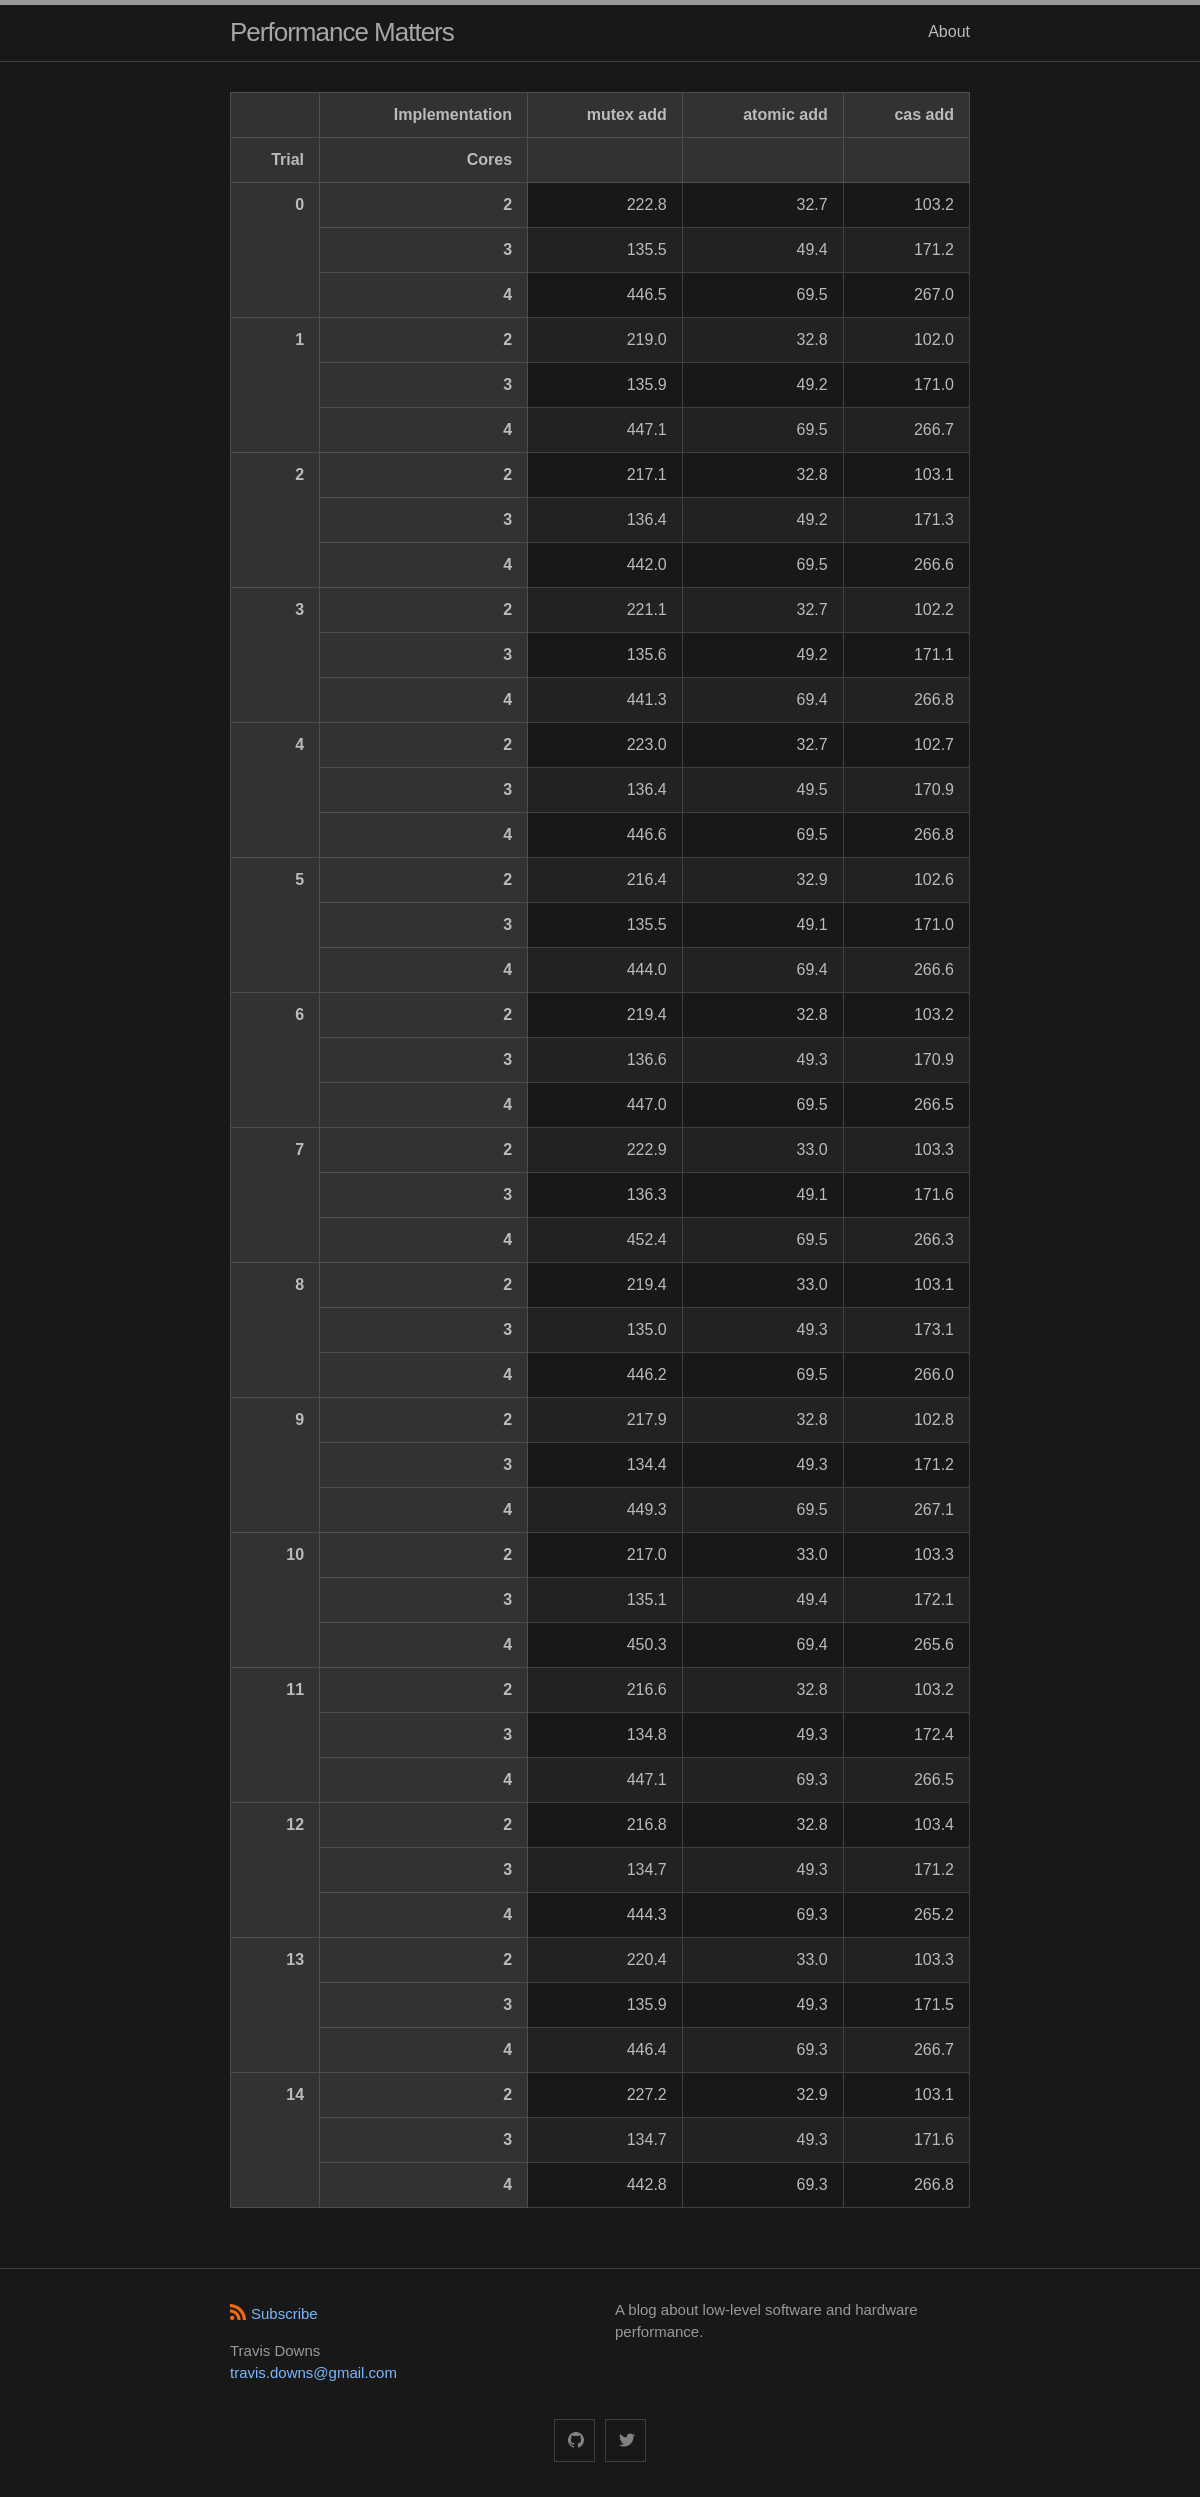 Performance Matters About
Implementation mutex add atomic add cas add
Trial Cores
0 2 222.8 32.7 103.2
3 135.5 49.4 171.2
4 446.5 69.5 267.0
1 2 219.0 32.8 102.0
3 135.9 49.2 171.0
4 447.1 69.5 266.7
2 2 217.1 32.8 103.1
3 136.4 49.2 171.3
4 442.0 69.5 266.6
3 2 221.1 32.7 102.2
3 135.6 49.2 171.1
4 441.3 69.4 266.8
4 2 223.0 32.7 102.7
3 136.4 49.5 170.9
4 446.6 69.5 266.8
5 2 216.4 32.9 102.6
3 135.5 49.1 171.0
4 444.0 69.4 266.6
6 2 219.4 32.8 103.2
3 136.6 49.3 170.9
4 447.0 69.5 266.5
7 2 222.9 33.0 103.3
3 136.3 49.1 171.6
4 452.4 69.5 266.3
8 2 219.4 33.0 103.1
3 135.0 49.3 173.1
4 446.2 69.5 266.0
9 2 217.9 32.8 102.8
3 134.4 49.3 171.2
4 449.3 69.5 267.1
10 2 217.0 33.0 103.3
3 135.1 49.4 172.1
4 450.3 69.4 265.6
11 2 216.6 32.8 103.2
3 134.8 49.3 172.4
4 447.1 69.3 266.5
12 2 216.8 32.8 103.4
3 134.7 49.3 171.2
4 444.3 69.3 265.2
13 2 220.4 33.0 103.3
3 135.9 49.3 171.5
4 446.4 69.3 266.7
14 2 227.2 32.9 103.1
3 134.7 49.3 171.6
4 442.8 69.3 266.8
Subscribe
Travis Downs
travis.downs@gmail.com
A blog about low-level software and hardware
performance.